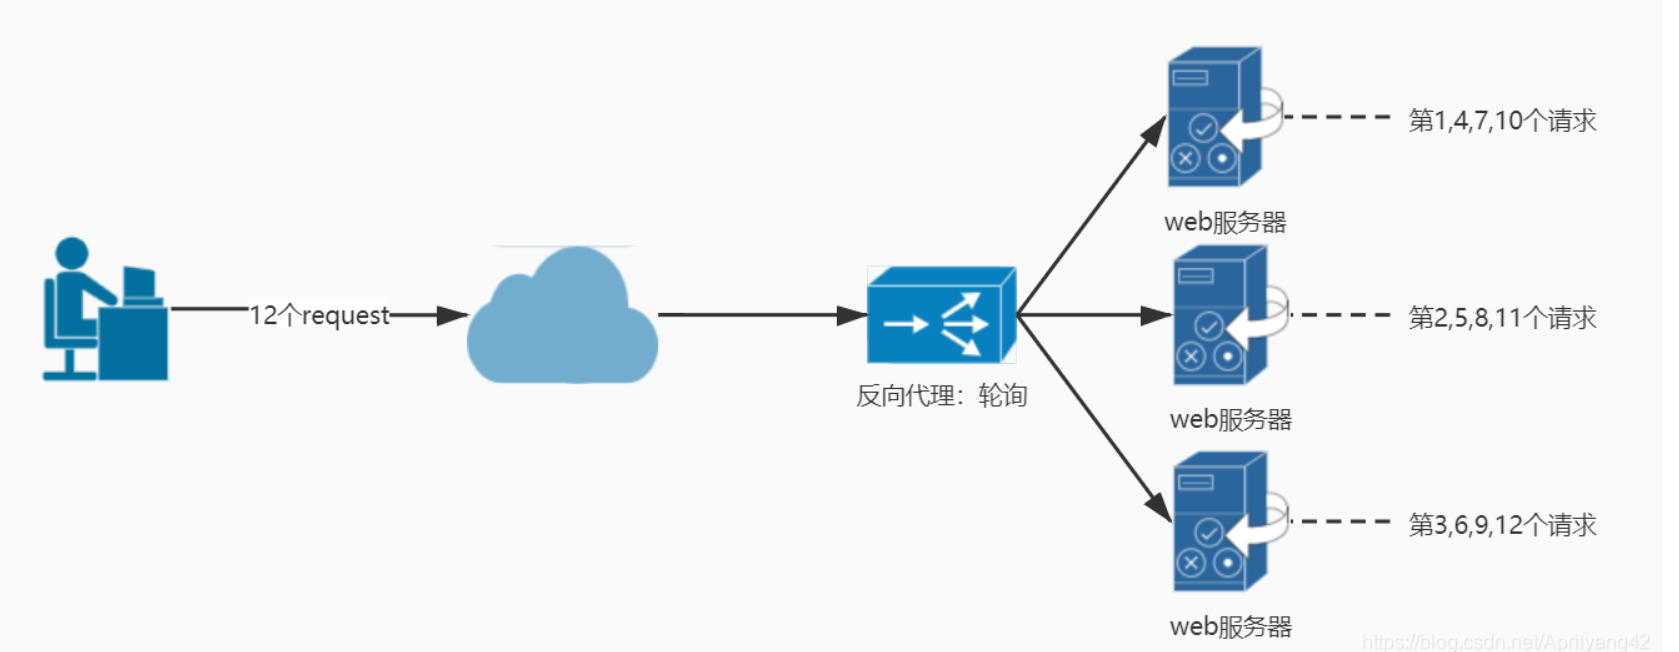 12个request
反向代理：轮询
第1,4,7,10个请求
web服务器
第2,5,8,11个请求
web服务器
第3,6,9,12个请求
web服务器
https://blog.csdn.net/Aprilyang42